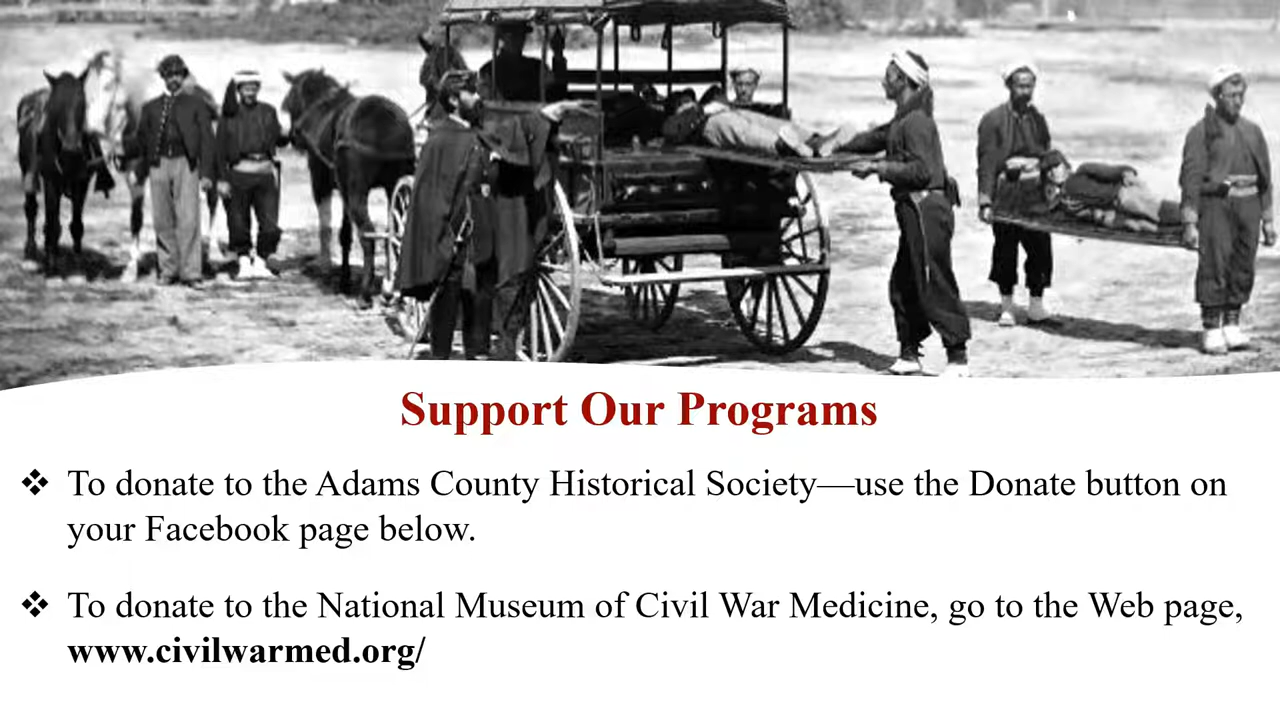 Support Our Programs
❖ To donate to the Adams County Historical Society—use the Donate button on
your Facebook page below.
❖ To donate to the National Museum of Civil War Medicine, go to the Web page,
www.civilwarmed.org/